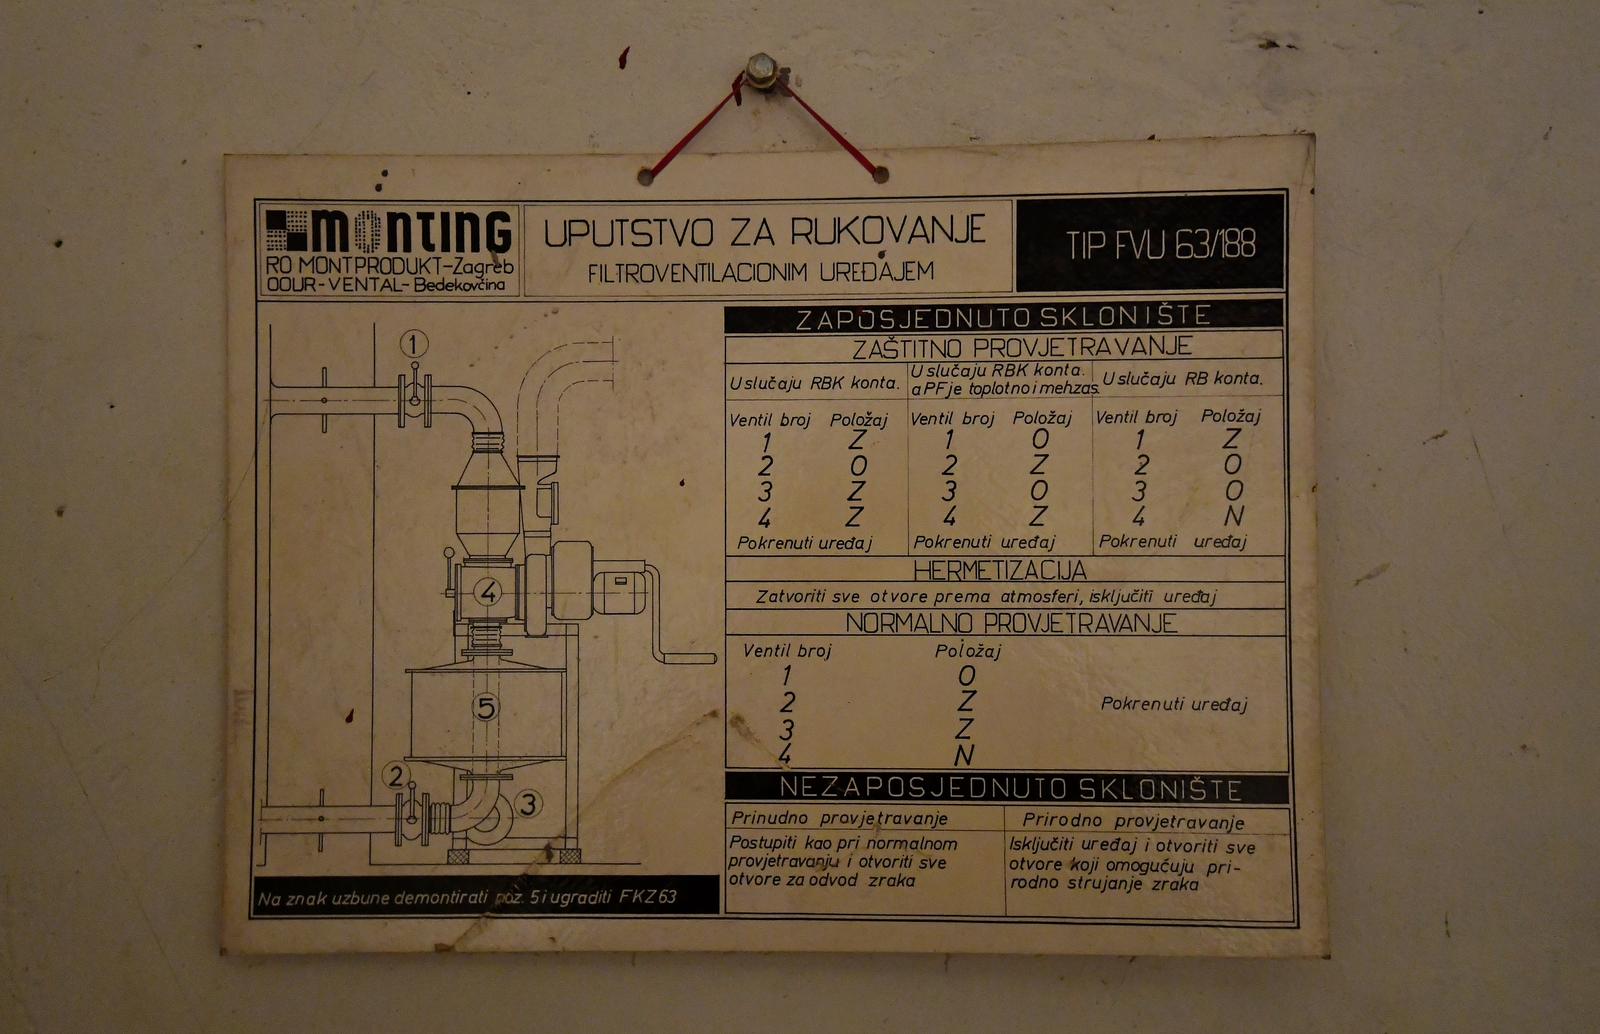 MONTING
RO MONTPRODUKT-Zagreb
OOUR-VENTAL-Bedekovčina
UPUTSTVO ZA RUKOVANJE
FILTROVENTILACIONIM UREĐAJEM
TIP FVU 63/188
1
4
5
2
3
Na znak uzbune demontirati poz. 5 i ugraditi FKZ63
ZAPOSJEDNUTO SKLONIŠTE
ZAŠTITNO PROVJETRAVANJE
U slučaju RBK konta.
Ventil broj Položaj
1 Z
2 O
3 Z
4 Z
Pokrenuti uređaj
U slučaju RBK konta.
a PF je toplotno i meh. zas.
Ventil broj Položaj
1 O
2 Z
3 O
4 Z
Pokrenuti uređaj
U slučaju RB konta.
Ventil broj Položaj
1 Z
2 O
3 O
4 N
Pokrenuti uređaj
HERMETIZACIJA
Zatvoriti sve otvore prema atmosferi, isključiti uređaj
NORMALNO PROVJETRAVANJE
Ventil broj Položaj
1 O
2 Z
3 Z
4 N
Pokrenuti uređaj
NEZAPOSJEDNUTO SKLONIŠTE
Prinudno provjetravanje
Postupiti kao pri normalnom
provjetravanju i otvoriti sve
otvore za odvod zraka
Prirodno provjetravanje
Isključiti uređaj i otvoriti sve
otvore koji omogućuju pri-
rodno strujanje zraka